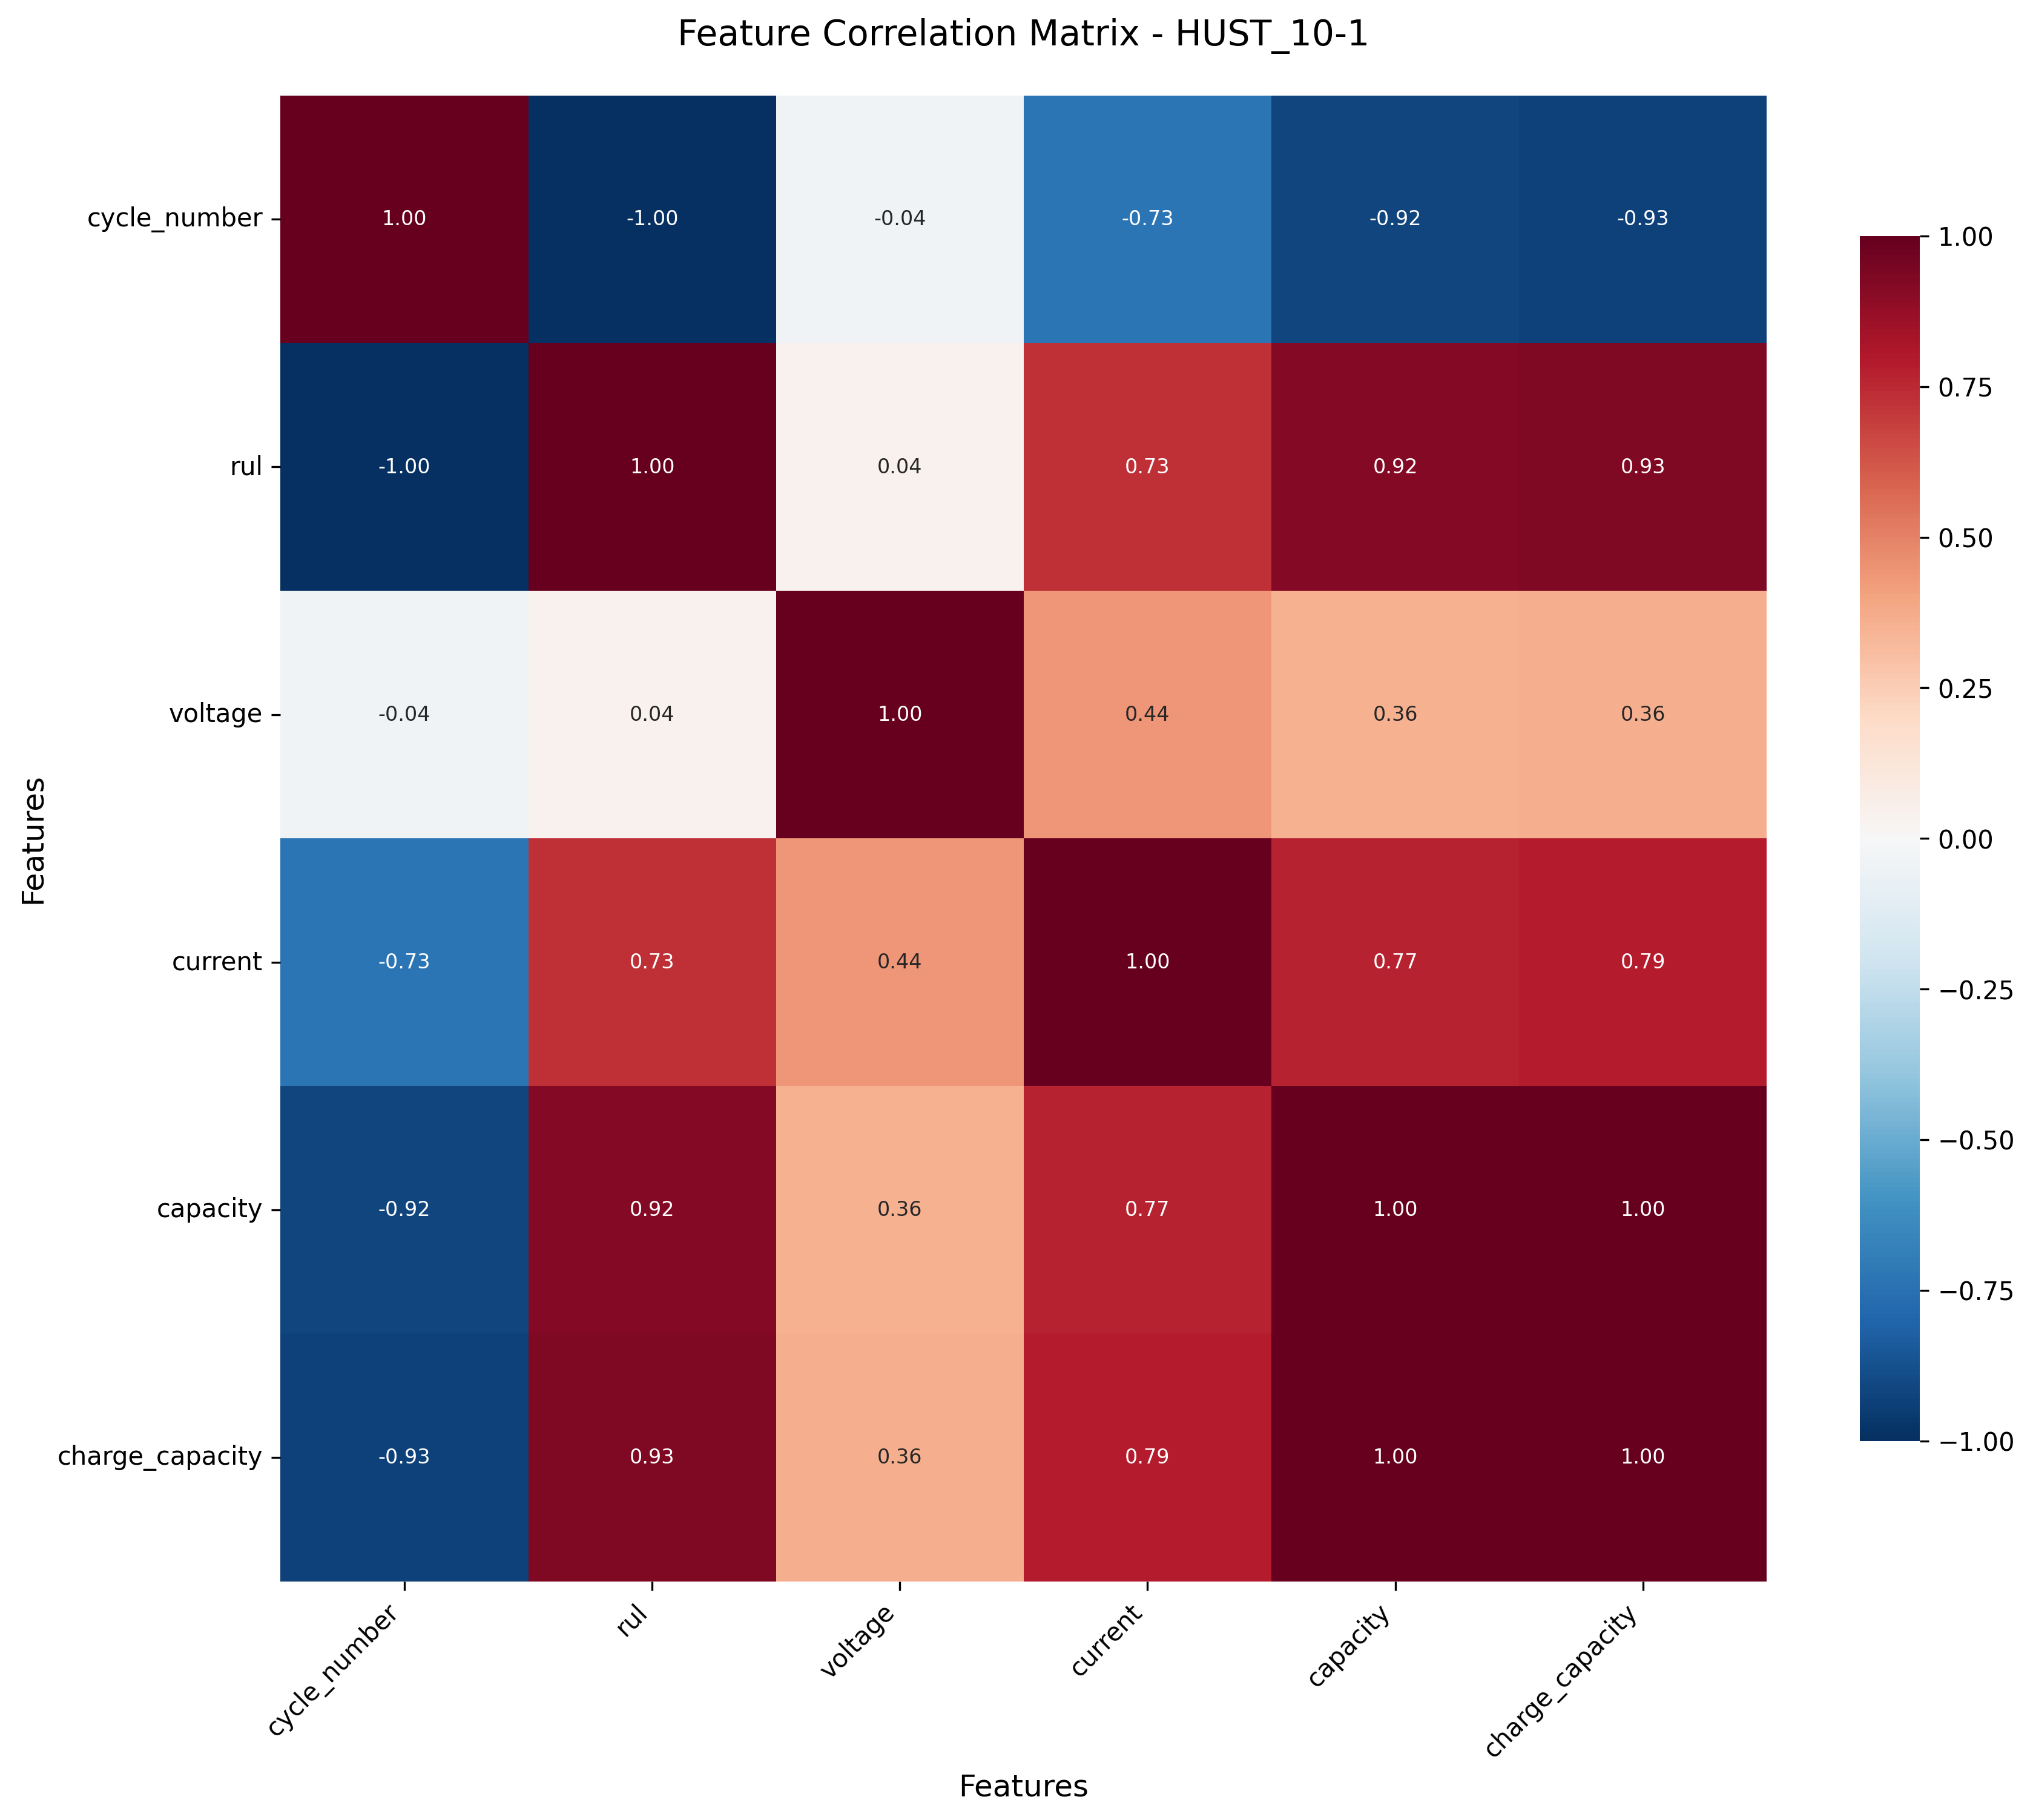 Feature Correlation Matrix - HUST_10-1
Features
cycle_number 1.00 -1.00 -0.04 -0.73 -0.92 -0.93
rul -1.00 1.00 0.04 0.73 0.92 0.93
voltage -0.04 0.04 1.00 0.44 0.36 0.36
current -0.73 0.73 0.44 1.00 0.77 0.79
capacity -0.92 0.92 0.36 0.77 1.00 1.00
charge_capacity -0.93 0.93 0.36 0.79 1.00 1.00
cycle_number rul voltage current capacity charge_capacity
Features
1.00
0.75
0.50
0.25
0.00
−0.25
−0.50
−0.75
−1.00